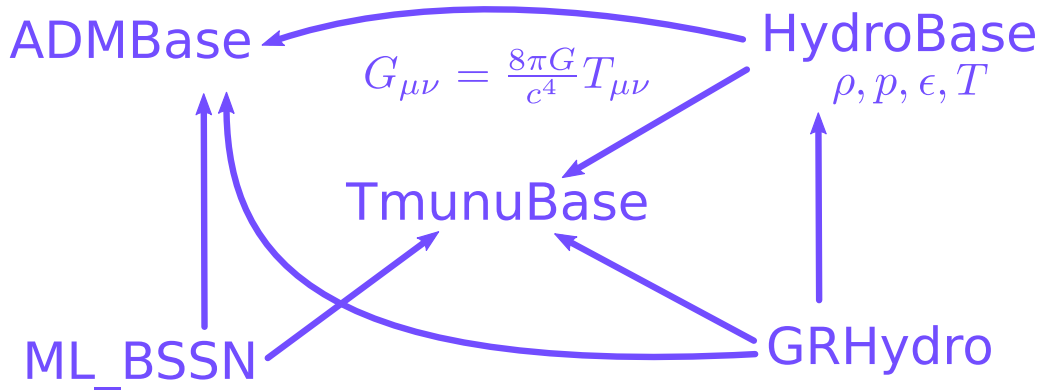 ADMBase
HydroBase
G_{μν} = \frac{8πG}{c^4} T_{μν}
ρ, p, ϵ, T
TmunuBase
ML_BSSN
GRHydro